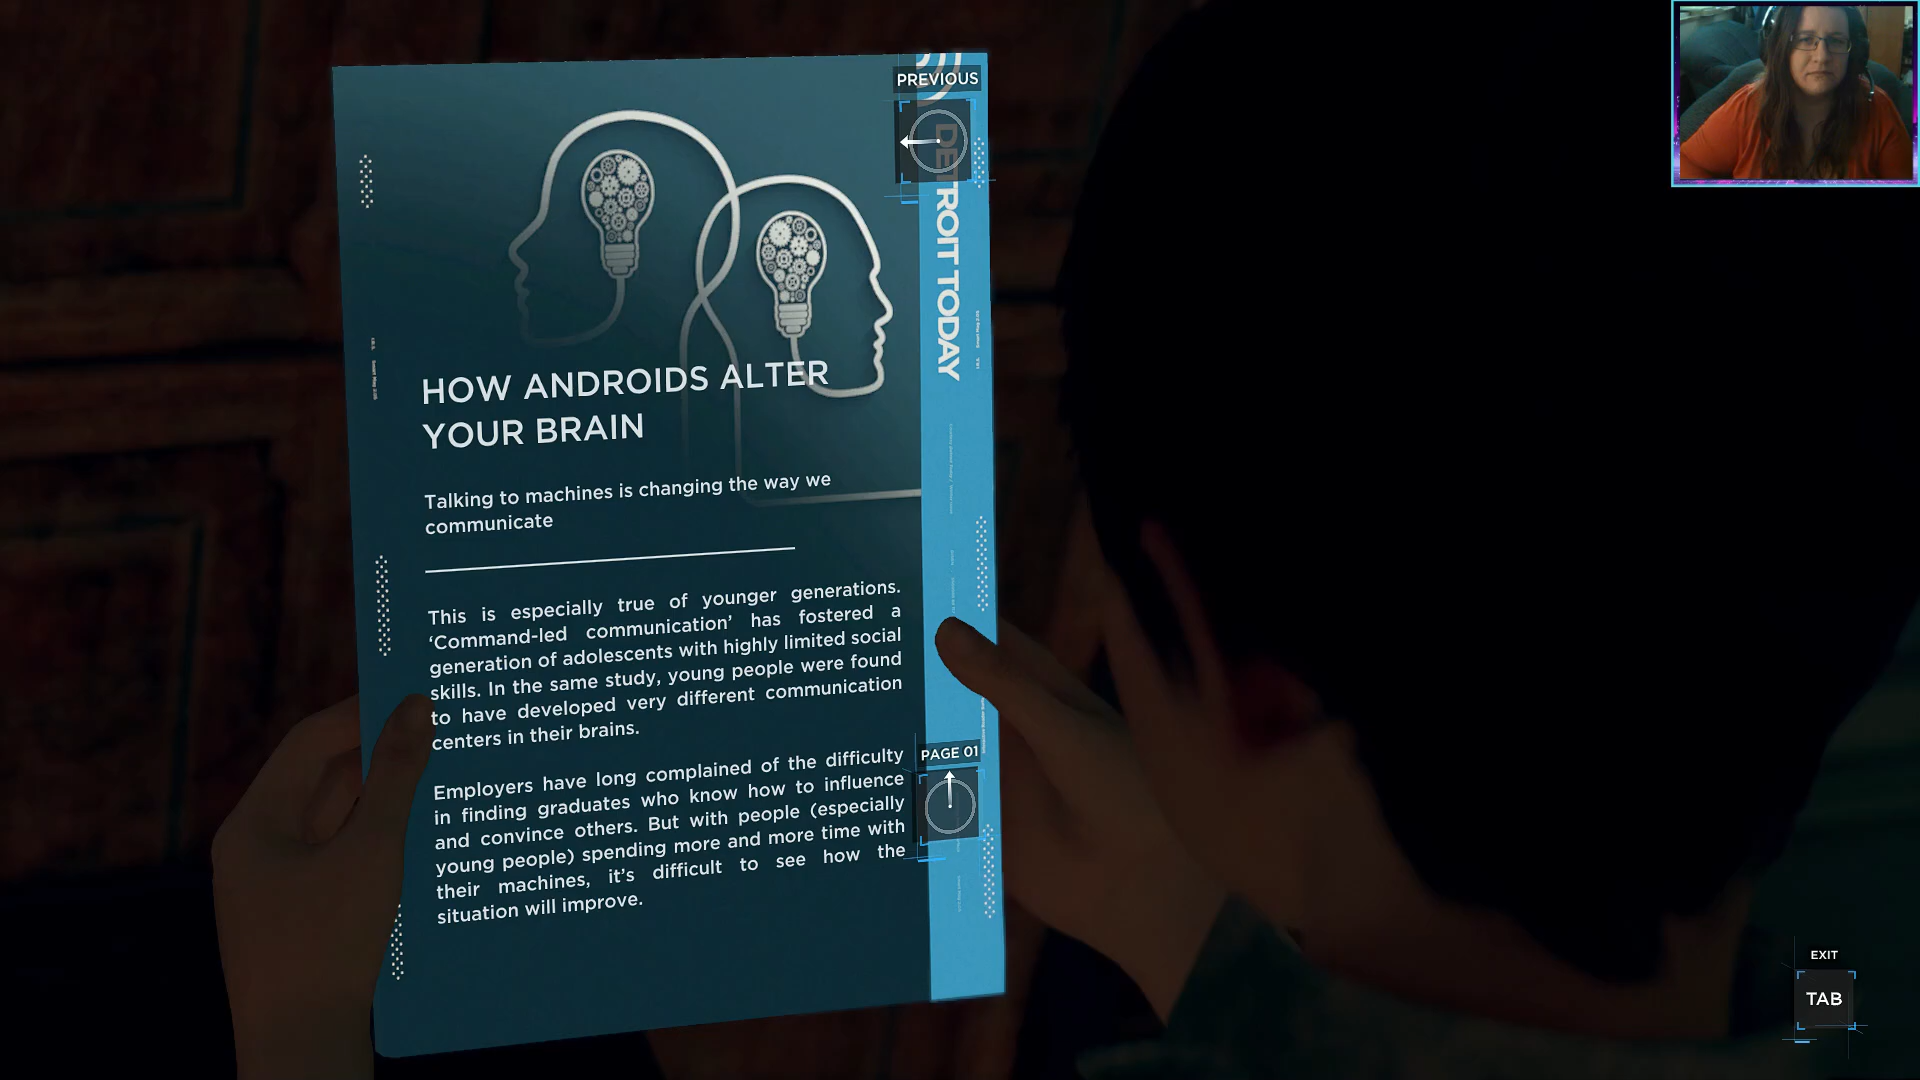 PREVIOUS
DETROIT TODAY
HOW ANDROIDS ALTER
YOUR BRAIN
Talking to machines is changing the way we
communicate
This is especially true of younger generations.
‘Command-led communication’ has fostered a
generation of adolescents with highly limited social
skills. In the same study, young people were found
to have developed very different communication
centers in their brains.
Employers have long complained of the difficulty
in finding graduates who know how to influence
and convince others. But with people (especially
young people) spending more and more time with
their machines, it’s difficult to see how the
situation will improve.
PAGE 01
EXIT
TAB